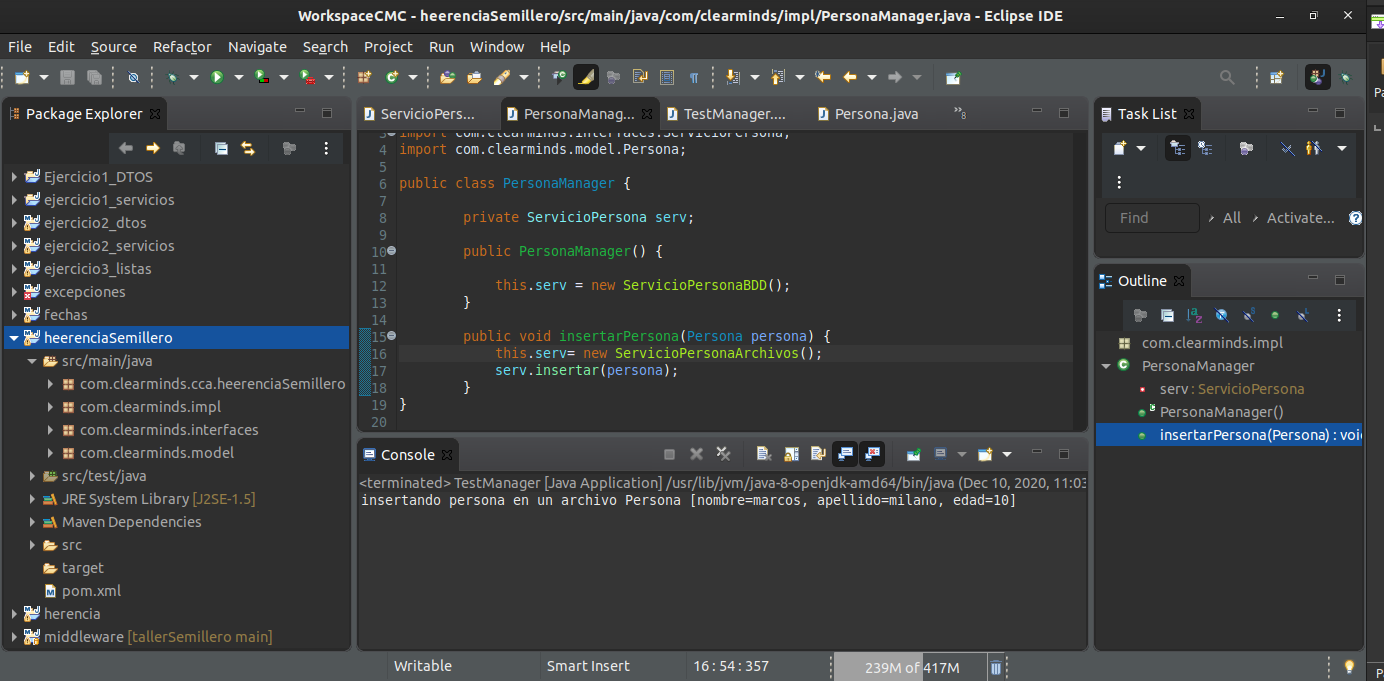 WorkspaceCMC - heerenciaSemillero/src/main/java/com/clearminds/impl/PersonaManager.java - Eclipse IDE
File Edit Source Refactor Navigate Search Project Run Window Help
Package Explorer
Ejercicio1_DTOS
ejercicio1_servicios
ejercicio2_dtos
ejercicio2_servicios
ejercicio3_listas
excepciones
fechas
heerenciaSemillero
src/main/java
com.clearminds.cca.heerenciaSemillero
com.clearminds.impl
com.clearminds.interfaces
com.clearminds.model
src/test/java
JRE System Library [J2SE-1.5]
Maven Dependencies
src
target
pom.xml
herencia
middleware [tallerSemillero main]
ServicioPers... PersonaManag... TestManager.... Persona.java »8
3 import com.clearminds.interfaces.ServicioPersona;
4 import com.clearminds.model.Persona;
5
6 public class PersonaManager {
7
8 private ServicioPersona serv;
9
10 public PersonaManager() {
11
12 this.serv = new ServicioPersonaBDD();
13 }
14
15 public void insertarPersona(Persona persona) {
16 this.serv= new ServicioPersonaArchivos();
17 serv.insertar(persona);
18 }
19 }
20
Console
<terminated> TestManager [Java Application] /usr/lib/jvm/java-8-openjdk-amd64/bin/java (Dec 10, 2020, 11:03
insertando persona en un archivo Persona [nombre=marcos, apellido=milano, edad=10]
Task List
Find All Activate...
Outline
com.clearminds.impl
PersonaManager
serv : ServicioPersona
PersonaManager()
insertarPersona(Persona) : voi
Writable Smart Insert 16 : 54 : 357 239M of 417M